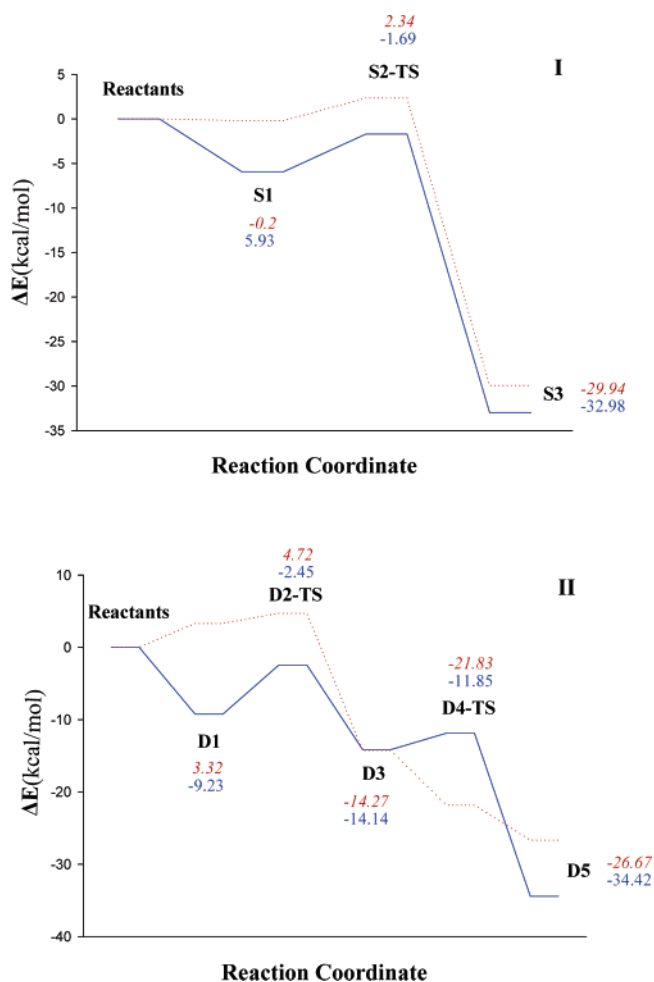 2.34
-1.69
S2-TS
I
5
Reactants
0
-5
S1
-0.2
5.93
-10
-15
ΔE(kcal/mol)
-20
-25
-30
S3
-29.94
-32.98
-35
Reaction Coordinate
4.72
-2.45
10
D2-TS
II
Reactants
0
-21.83
-11.85
D4-TS
-10
D1
3.32
-9.23
D3
-14.27
-14.14
ΔE(kcal/mol)
-20
-30
D5
-26.67
-34.42
-40
Reaction Coordinate